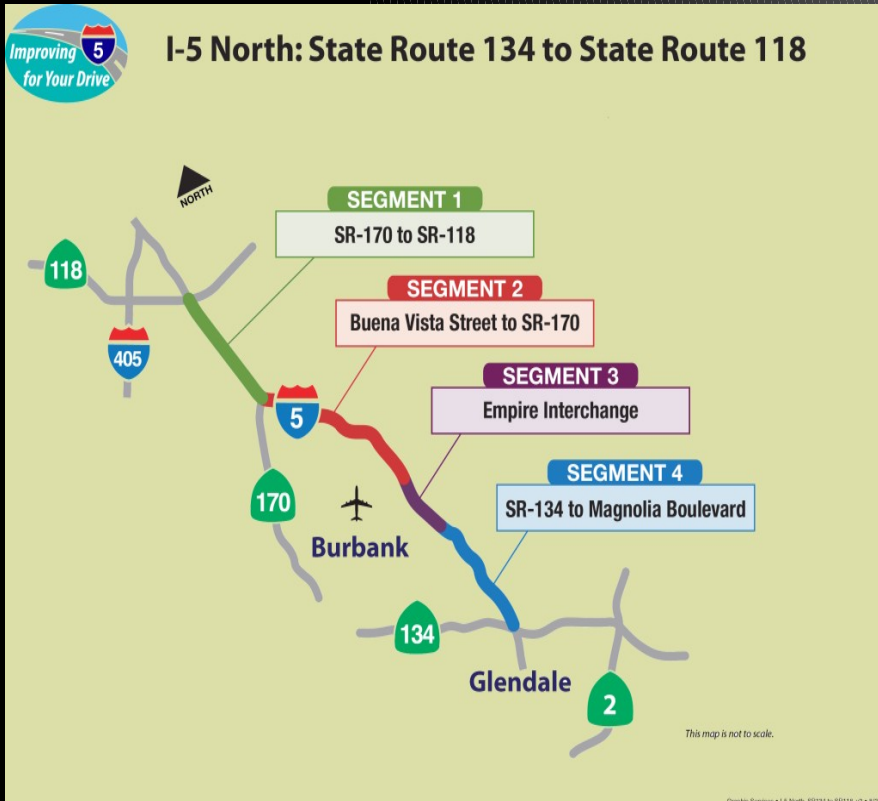 Improving 5
for Your Drive
I-5 North: State Route 134 to State Route 118
NORTH
SEGMENT 1
SR-170 to SR-118
118
SEGMENT 2
Buena Vista Street to SR-170
405
SEGMENT 3
Empire Interchange
5
SEGMENT 4
SR-134 to Magnolia Boulevard
170
Burbank
134
Glendale
2
This map is not to scale.